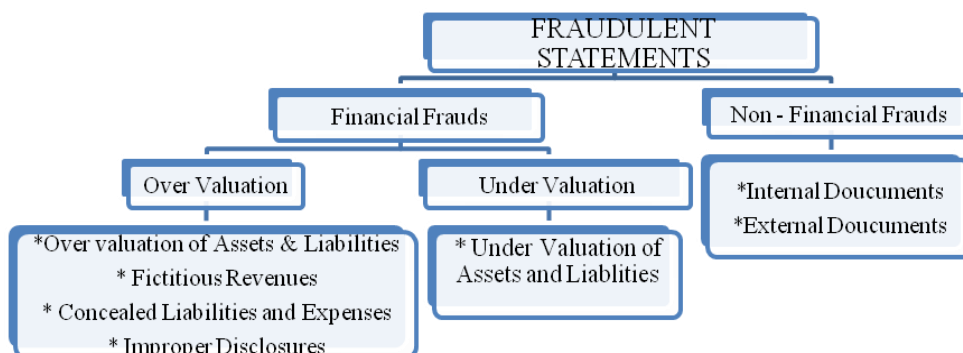 FRAUDULENT
STATEMENTS
Financial Frauds
Non - Financial Frauds
Over Valuation
Under Valuation
*Internal Doucuments
*External Doucuments
*Over valuation of Assets & Liabilities
* Fictitious Revenues
* Concealed Liabilities and Expenses
* Improper Disclosures
* Under Valuation of
Assets and Liablities